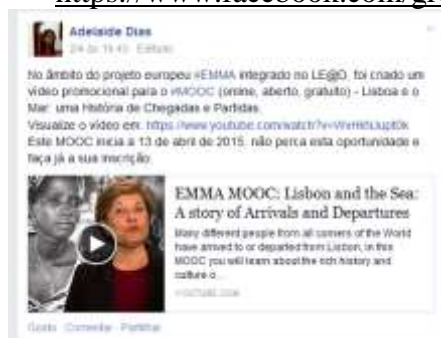 https://www.facebook.com/gr
Adelaide Dias
Editado
No âmbito do projeto europeu #EMMA integrado no LE@D, foi criado um
vídeo promocional para o #MOOC (online, aberto, gratuito) - Lisboa e o
Mar: uma História de Chegadas e Partidas.
Visualize o vídeo em: https://www.youtube.com/watch?v=
Este MOOC inicia a 13 de abril de 2015, não perca esta oportunidade e
faça já a sua inscrição.
EMMA MOOC: Lisbon and the Sea:
A story of Arrivals and Departures
Many different people from all corners of the World
have arrived to or departed from Lisbon, in this
MOOC you will learn about the rich history and
culture o...
YOUTUBE.COM
Gosto · Comentar · Partilhar